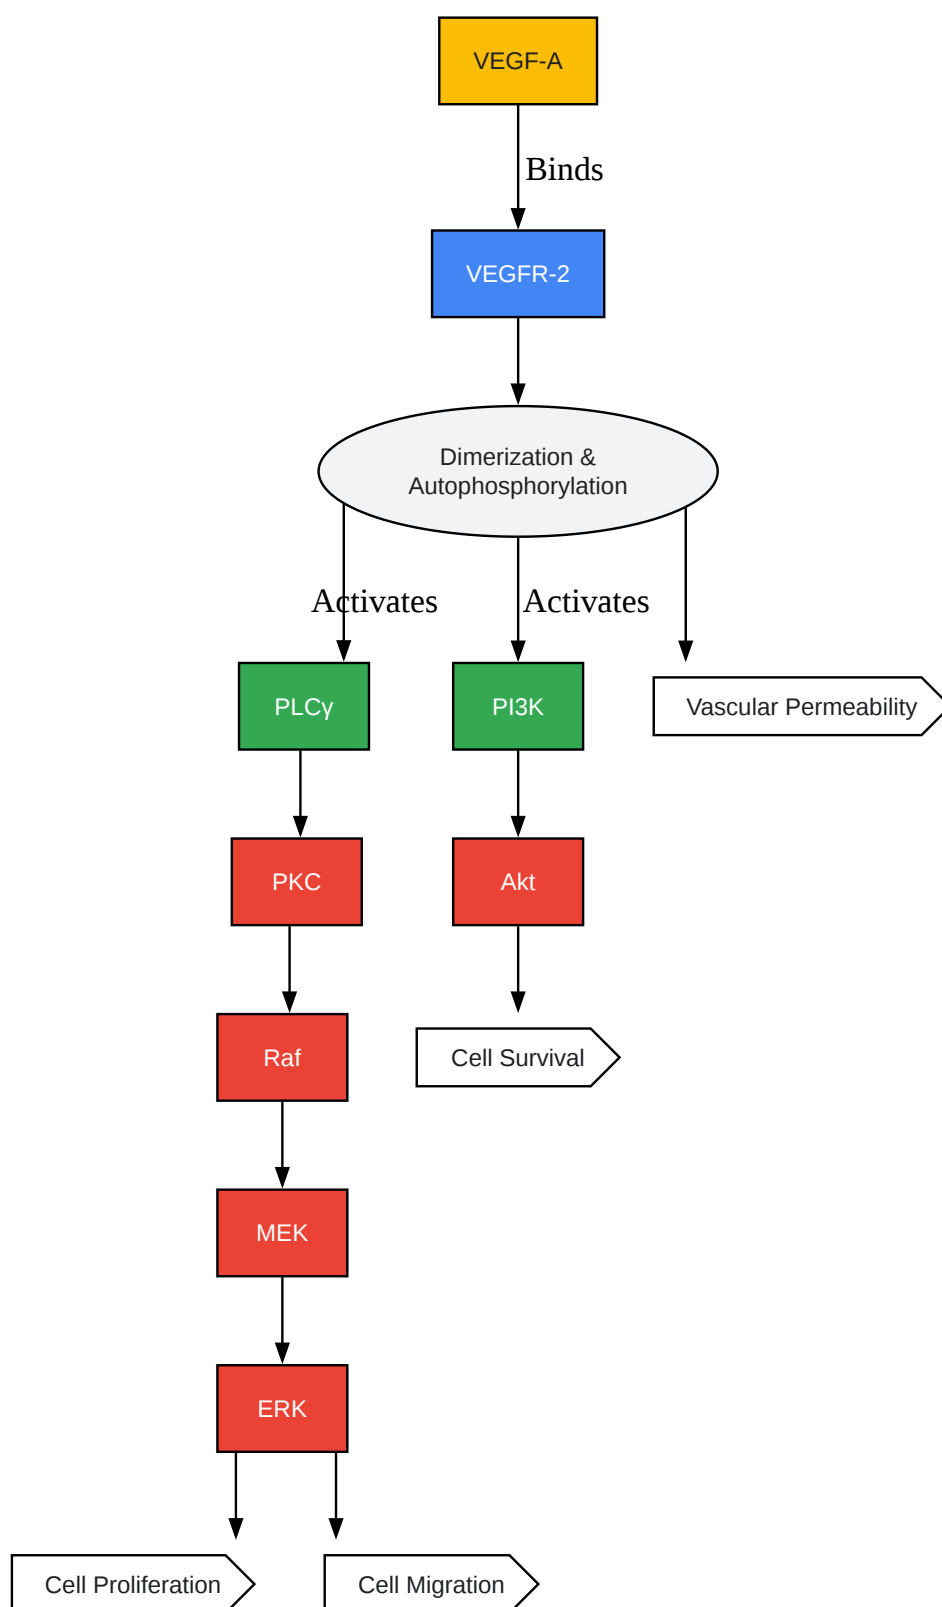 VEGF-A
Binds
VEGFR-2
Dimerization &
Autophosphorylation
Activates
Activates
PLCγ
PI3K
Vascular Permeability
PKC
Akt
Raf
Cell Survival
MEK
ERK
Cell Proliferation
Cell Migration